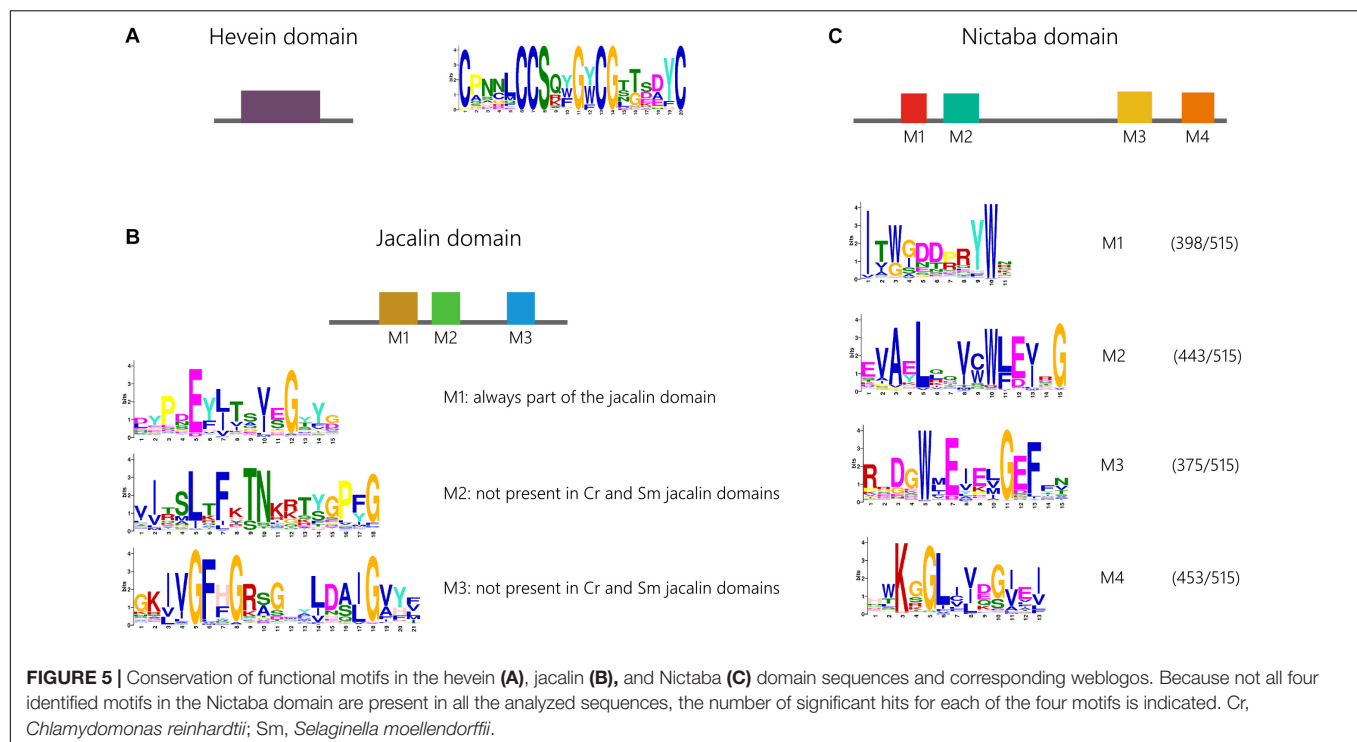 A
Hevein domain
bits
C
Nictaba domain
M1 M2 M3 M4
B
Jacalin domain
M1 M2 M3
M1: always part of the jacalin domain
M2: not present in Cr and Sm jacalin domains
M3: not present in Cr and Sm jacalin domains
M1 (398/515)
M2 (443/515)
M3 (375/515)
M4 (453/515)
FIGURE 5 | Conservation of functional motifs in the hevein (A), jacalin (B), and Nictaba (C) domain sequences and corresponding weblogos. Because not all four
identified motifs in the Nictaba domain are present in all the analyzed sequences, the number of significant hits for each of the four motifs is indicated. Cr,
Chlamydomonas reinhardtii; Sm, Selaginella moellendorffii.